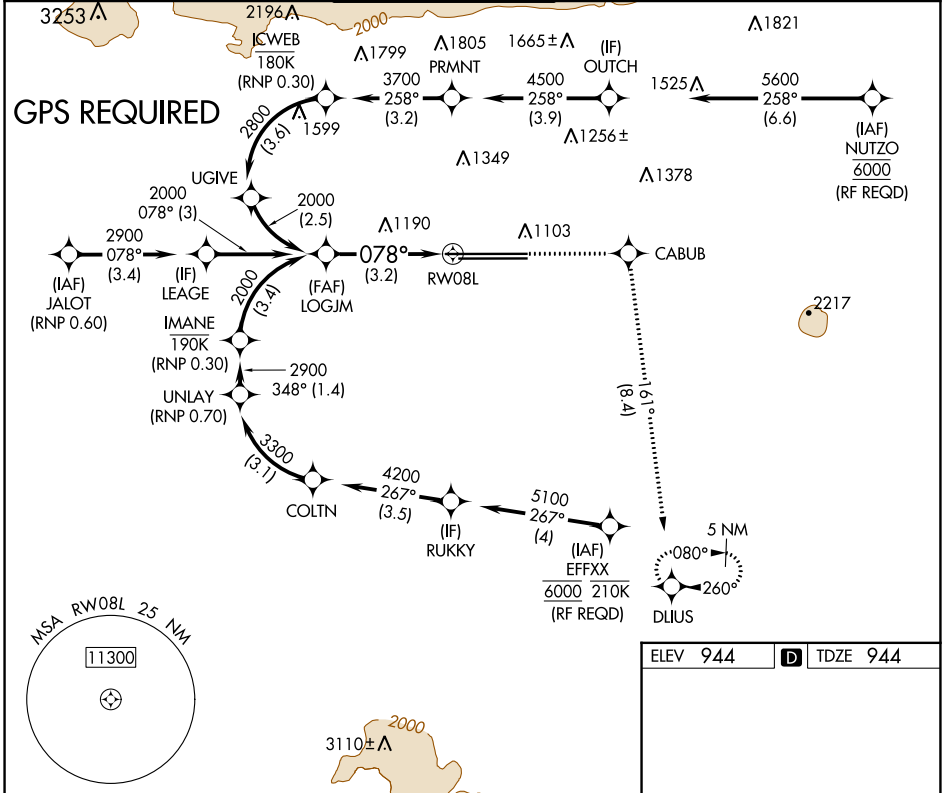 3253
2196
2000
ICWEB
180K
(RNP 0.30)
1799
1805
PRMNT
1665±
(IF)
OUTCH
1821
GPS REQUIRED
3700
258°
(3.2)
4500
258°
(3.9)
1525
5600
258°
(6.6)
(IAF)
NUTZO
6000
(RF REQD)
2800
(3.6)
1599
1256±
1349
1378
UGIVE
2000
(2.5)
2000
078° (3)
1190
1103
2900
078°
(3.4)
078°
(3.2)
RW08L
CABUB
(IAF)
JALOT
(RNP 0.60)
(IF)
LEAGE
(FAF)
LOGJM
2000
(3.4)
2217
IMANE
190K
(RNP 0.30)
2900
348° (1.4)
UNLAY
(RNP 0.70)
161°
(8.4)
3300
(3.1)
COLTN
4200
267°
(3.5)
(IF)
RUKKY
5100
267°
(4)
(IAF)
EFFXX
6000 210K
(RF REQD)
5 NM
080°
260°
DLIUS
MSA RW08L 25 NM
11300
ELEV 944 D TDZE 944
2000
3110±